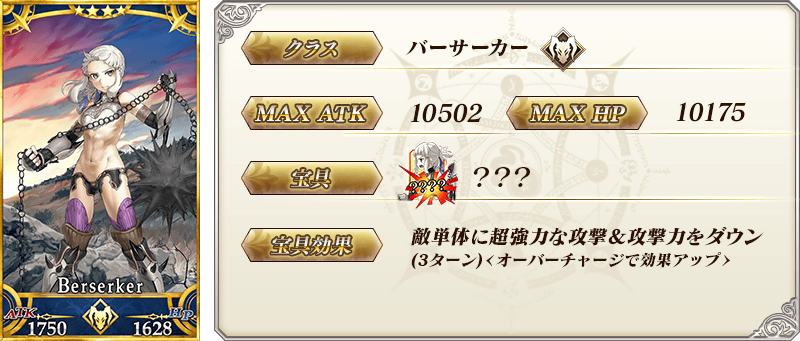 Berserker
ATK HP
1750 1628
クラス バーサーカー
MAX ATK 10502 MAX HP 10175
宝具 ???? ???
宝具効果 敵単体に超強力な攻撃&攻撃力をダウン
(3ターン)<オーバーチャージで効果アップ>